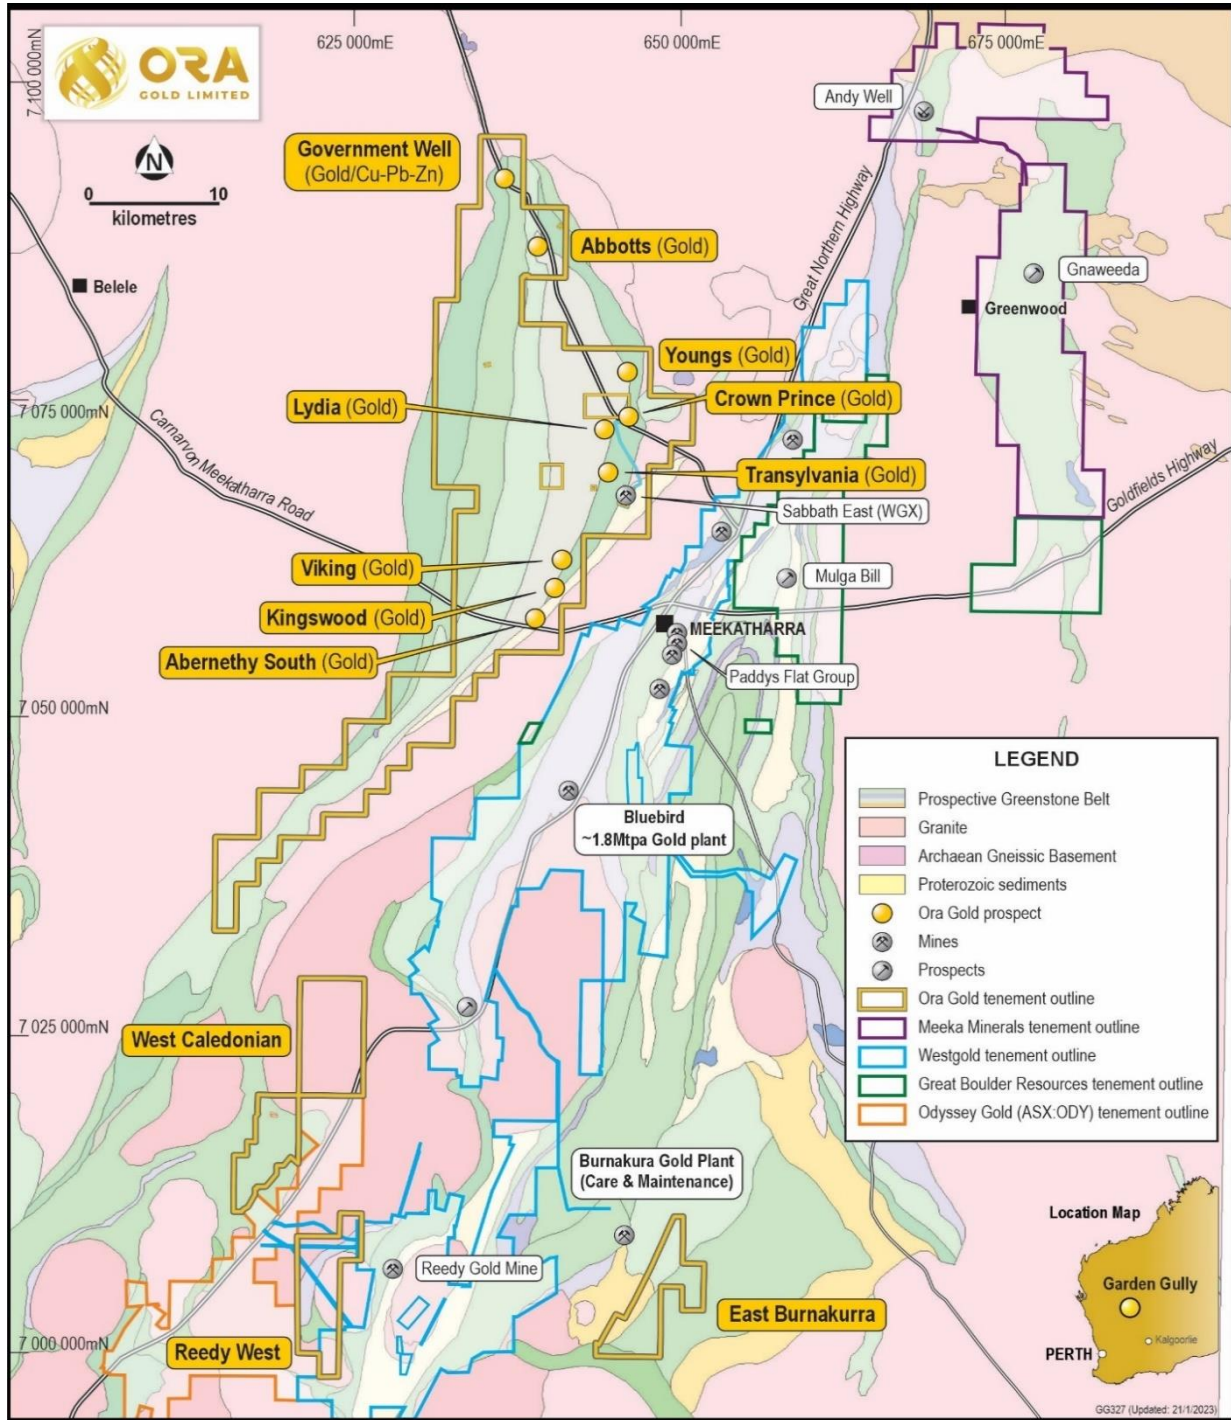 625 000mE
650 000mE
675 000mE
7 100 000mN
ORA
GOLD LIMITED
Andy Well
N
0 10
kilometres
Government Well
(Gold/Cu-Pb-Zn)
Great Northern Highway
Abbotts (Gold)
Gnaweeda
Belele
Greenwood
Youngs (Gold)
Lydia (Gold)
Crown Prince (Gold)
7 075 000mN
Carnarvon Meekatharra Road
Transylvania (Gold)
Goldfields Highway
Sabbath East (WGX)
Viking (Gold)
Mulga Bill
Kingswood (Gold)
MEEKATHARRA
Abernethy South (Gold)
Paddys Flat Group
7 050 000mN
LEGEND
Prospective Greenstone Belt
Granite
Archaean Gneissic Basement
Proterozoic sediments
Ora Gold prospect
Mines
Prospects
Ora Gold tenement outline
Meeka Minerals tenement outline
Westgold tenement outline
Great Boulder Resources tenement outline
Odyssey Gold (ASX:ODY) tenement outline
Bluebird
~1.8Mtpa Gold plant
7 025 000mN
West Caledonian
Burnakura Gold Plant
(Care & Maintenance)
Reedy Gold Mine
East Burnakurra
Reedy West
7 000 000mN
Location Map
Garden Gully
Kalgoorlie
PERTH
GG327 (Updated: 21/1/2023)